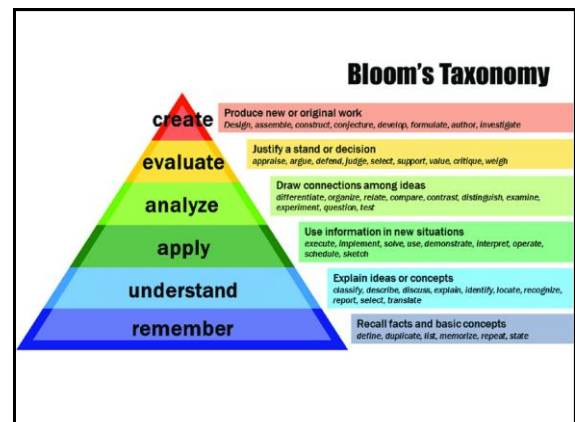 Bloom's Taxonomy
create
Produce new or original work
Design, assemble, construct, conjecture, develop, formulate, author, investigate
evaluate
Justify a stand or decision
appraise, argue, defend, judge, select, support, value, critique, weigh
analyze
Draw connections among ideas
differentiate, organize, relate, compare, contrast, distinguish, examine,
experiment, question, test
apply
Use information in new situations
execute, implement, solve, use, demonstrate, interpret, operate,
schedule, sketch
understand
Explain ideas or concepts
classify, describe, discuss, explain, identify, locate, recognize,
report, select, translate
remember
Recall facts and basic concepts
define, duplicate, list, memorize, repeat, state